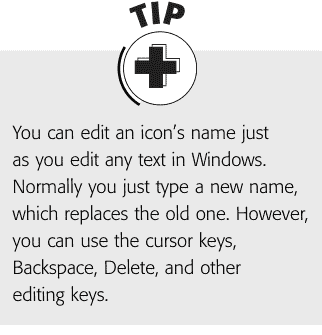 TIP
You can edit an icon’s name just
as you edit any text in Windows.
Normally you just type a new name,
which replaces the old one. However,
you can use the cursor keys,
Backspace, Delete, and other
editing keys.